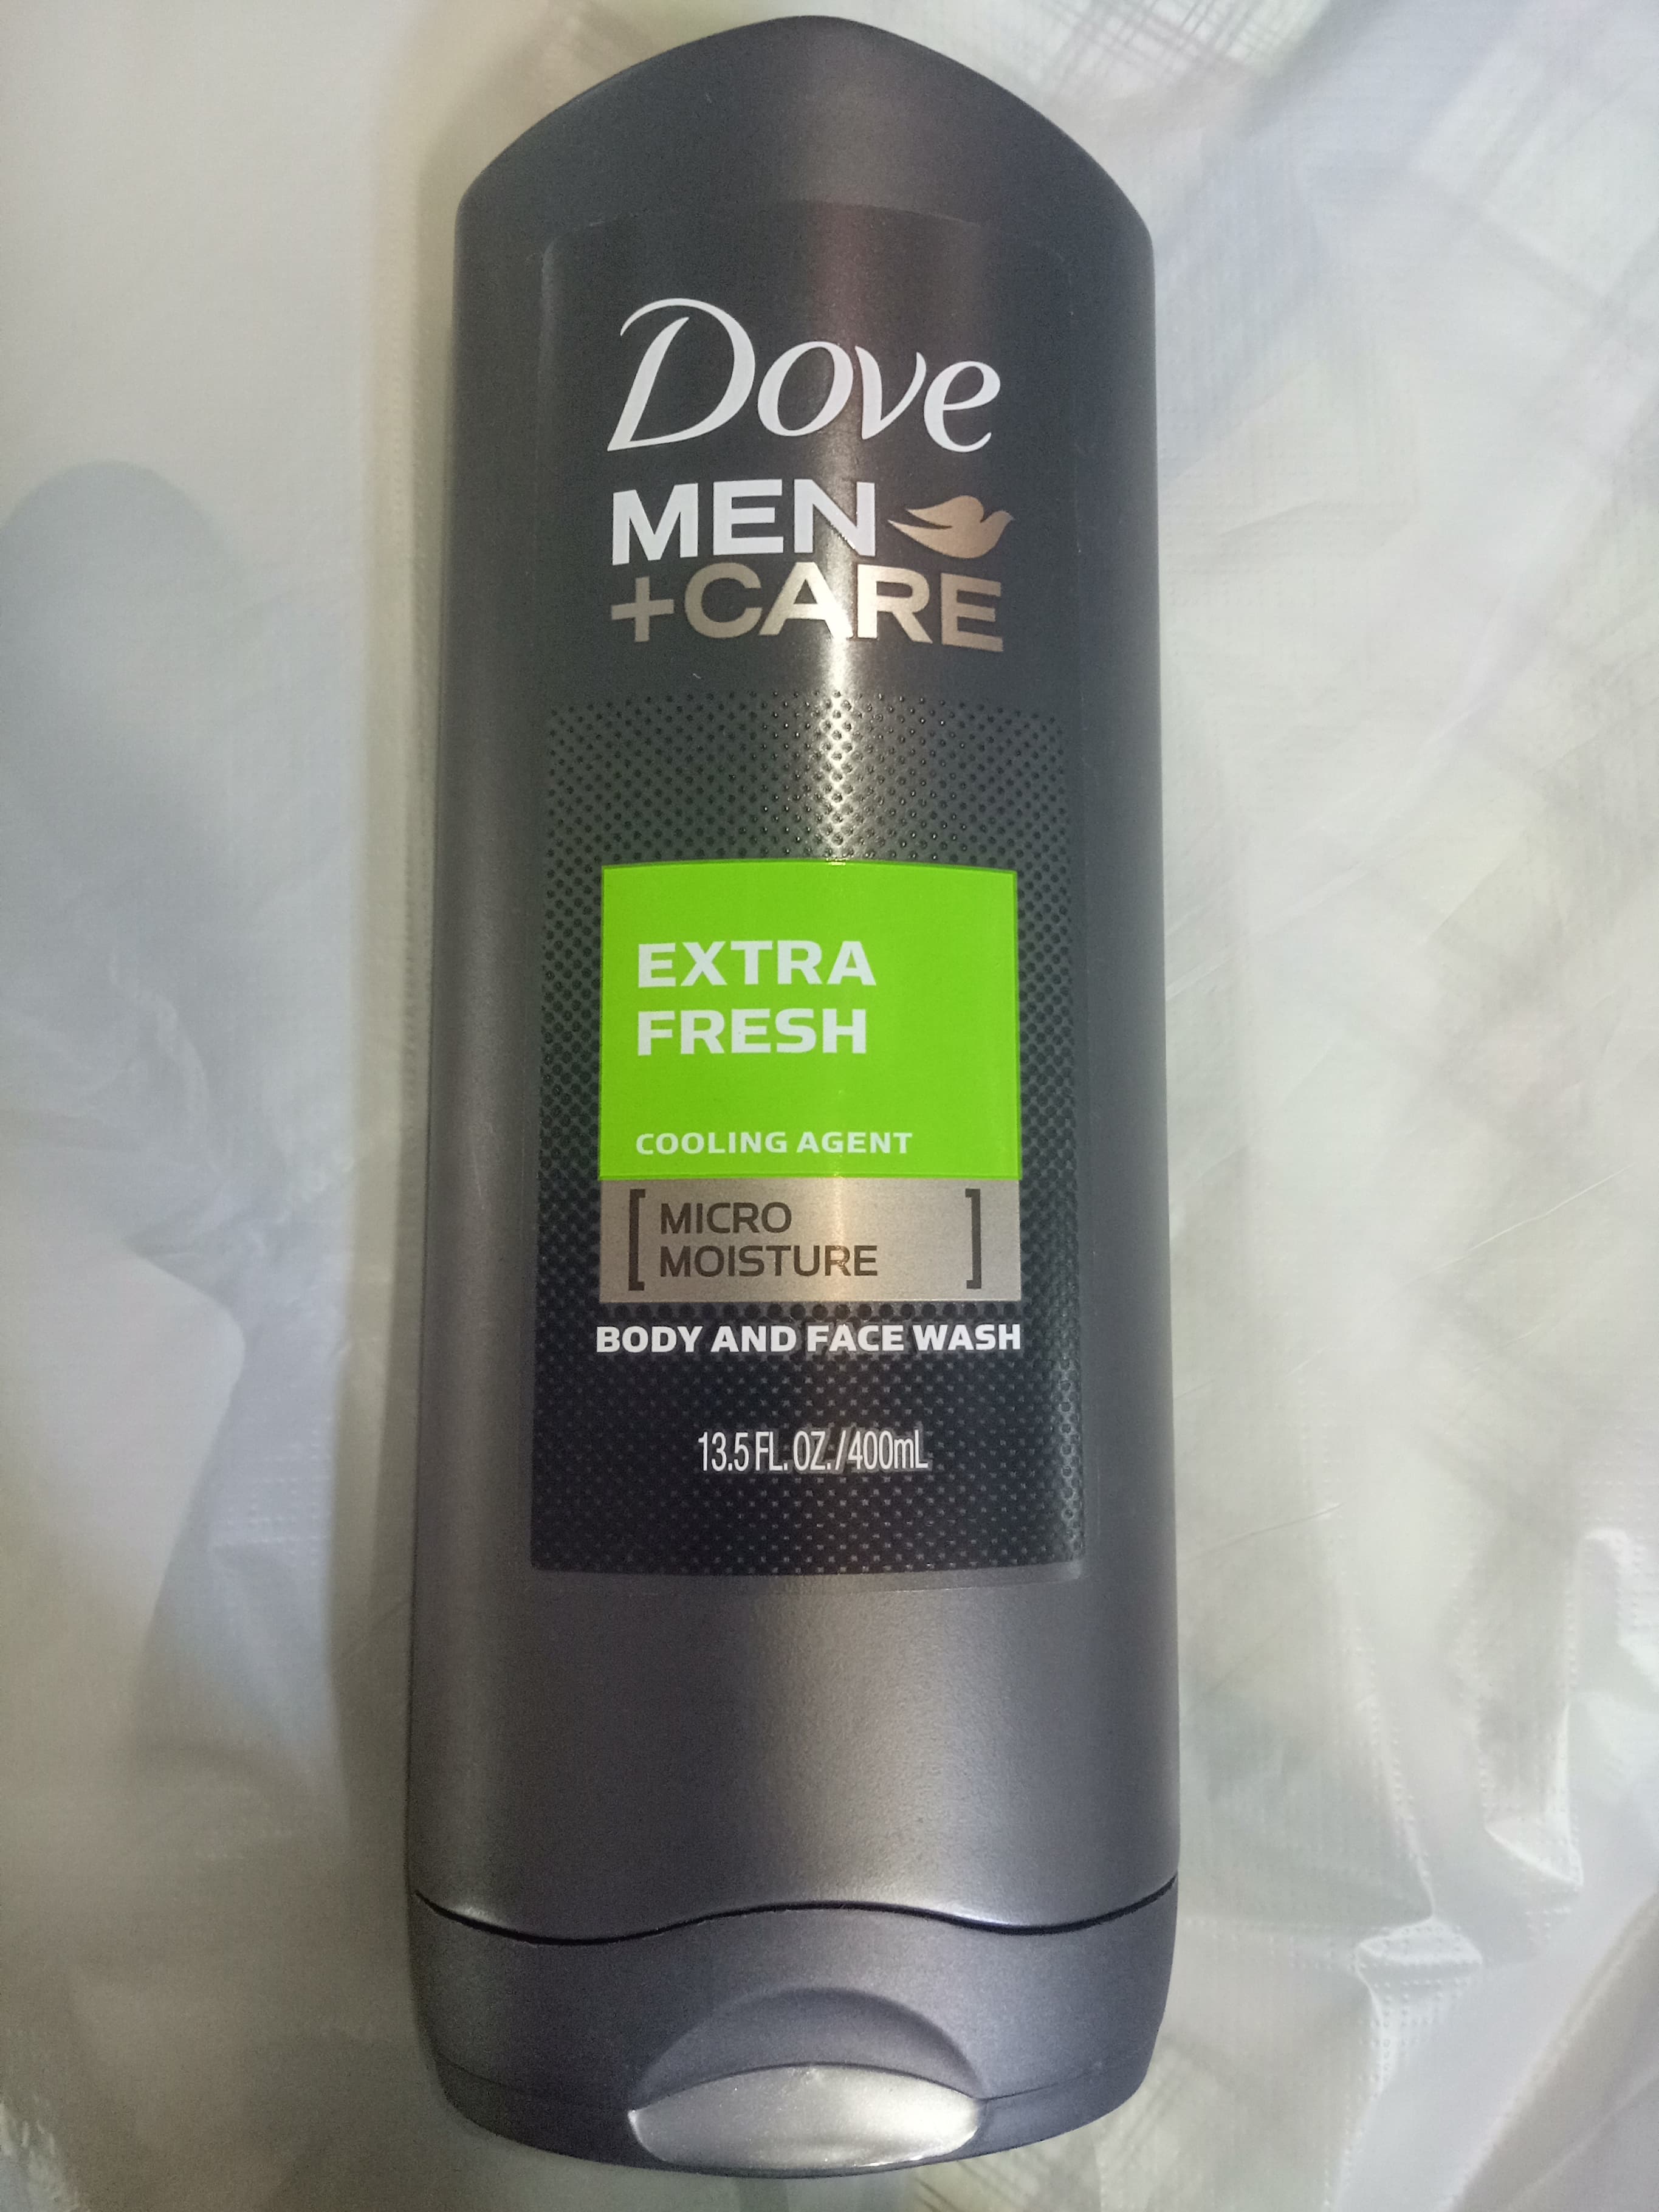 Dove
MEN
+CARE
EXTRA
FRESH
COOLING AGENT
[MICRO
MOISTURE]
BODY AND FACE WASH
13.5 FL. OZ./400mL